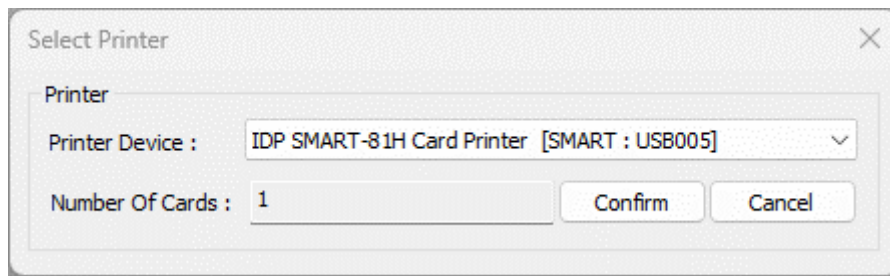 Select Printer
Printer
Printer Device : IDP SMART-81H Card Printer [SMART : USB005]
Number Of Cards : 1 Confirm Cancel